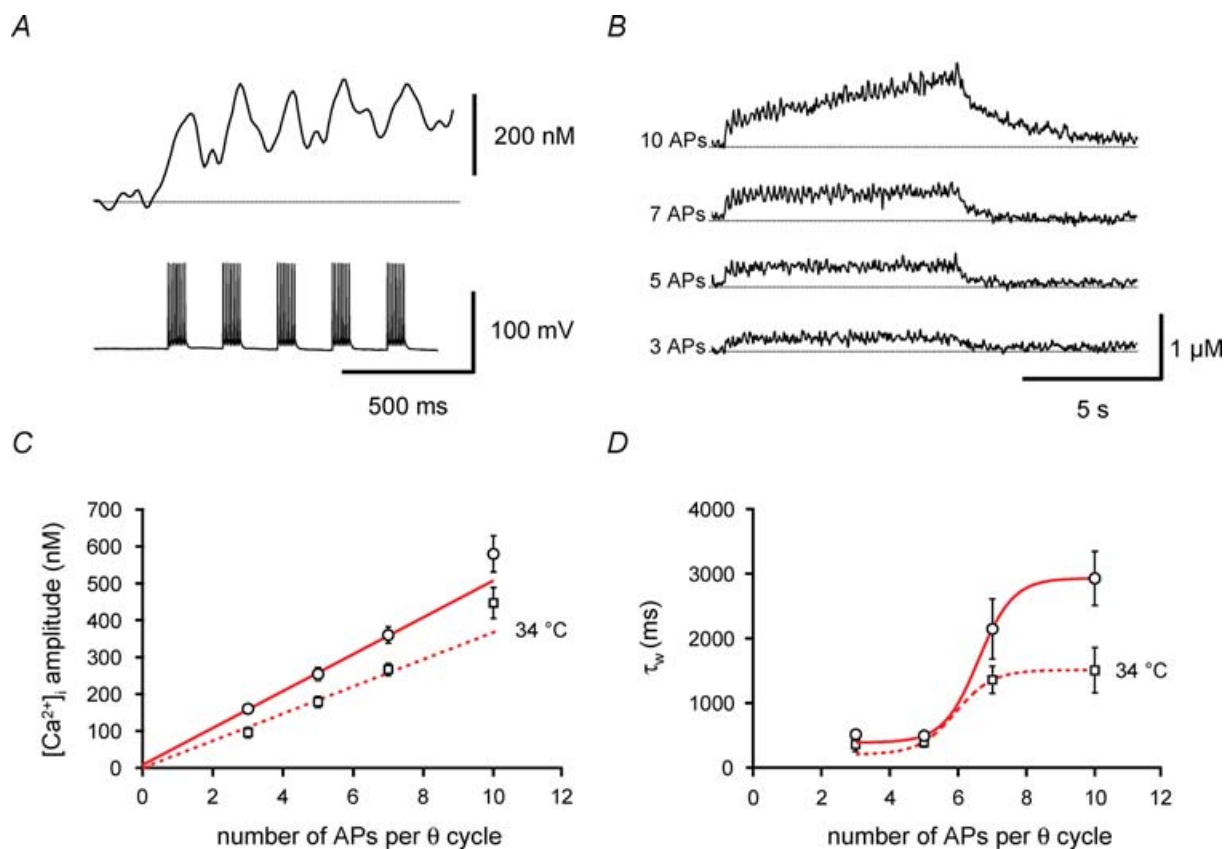 A
200 nM
100 mV
500 ms
B
10 APs
7 APs
5 APs
3 APs
1 µM
5 s
C
[Ca²⁺]ᵢ amplitude (nM)
700
600
500
400
300
200
100
0
0 2 4 6 8 10 12
34 °C
number of APs per θ cycle
D
τw (ms)
4000
3000
2000
1000
0
0 2 4 6 8 10 12
34 °C
number of APs per θ cycle